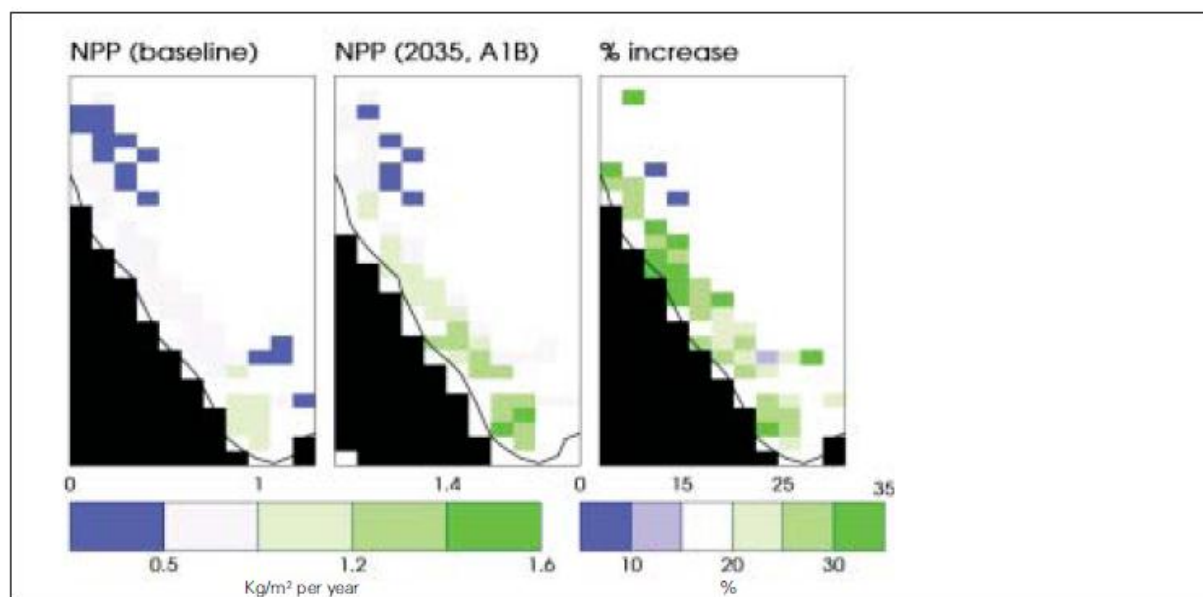 NPP (baseline) NPP (2035, A1B) % increase
0 1 1.4 0 15 25 35
0.5 1.2 1.6 10 20 30
Kg/m² per year %